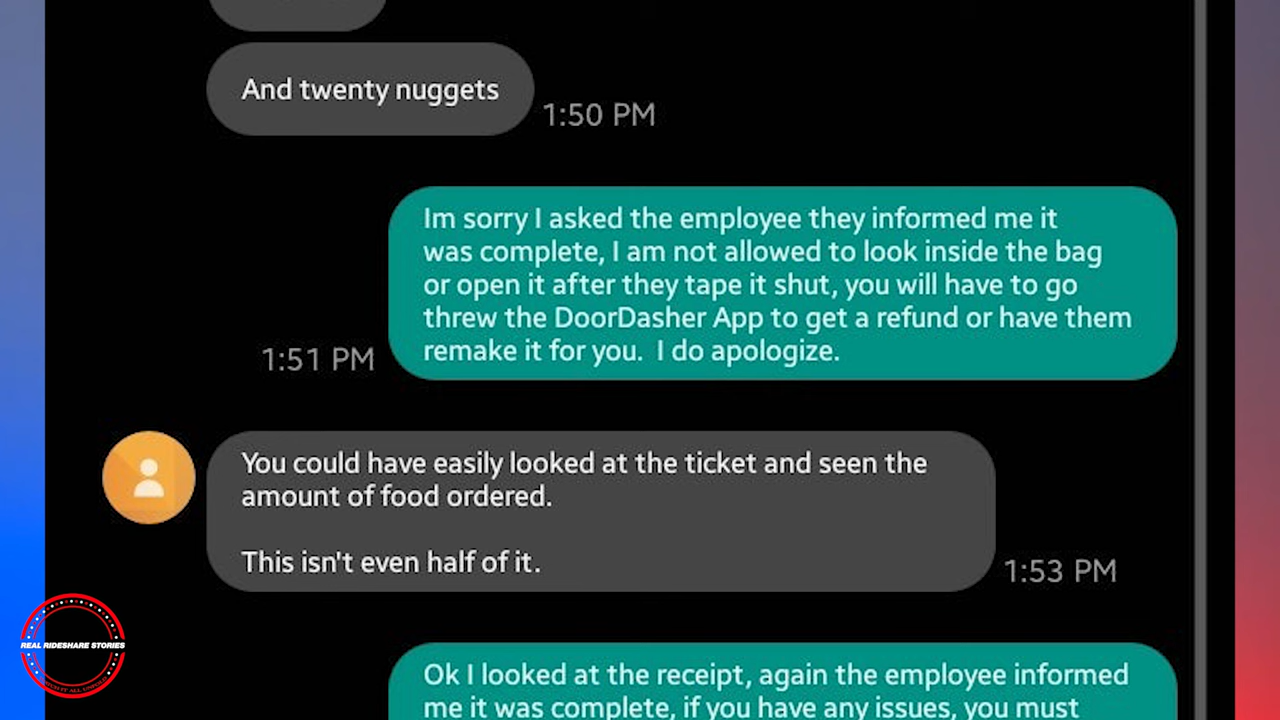 And twenty nuggets
1:50 PM
Im sorry I asked the employee they informed me it
was complete, I am not allowed to look inside the bag
or open it after they tape it shut, you will have to go
threw the DoorDasher App to get a refund or have them
remake it for you.  I do apologize.
1:51 PM
You could have easily looked at the ticket and seen the
amount of food ordered.
This isn't even half of it.
1:53 PM
REAL RIDESHARE STORIES
Ok I looked at the receipt, again the employee informed
me it was complete, if you have any issues, you must